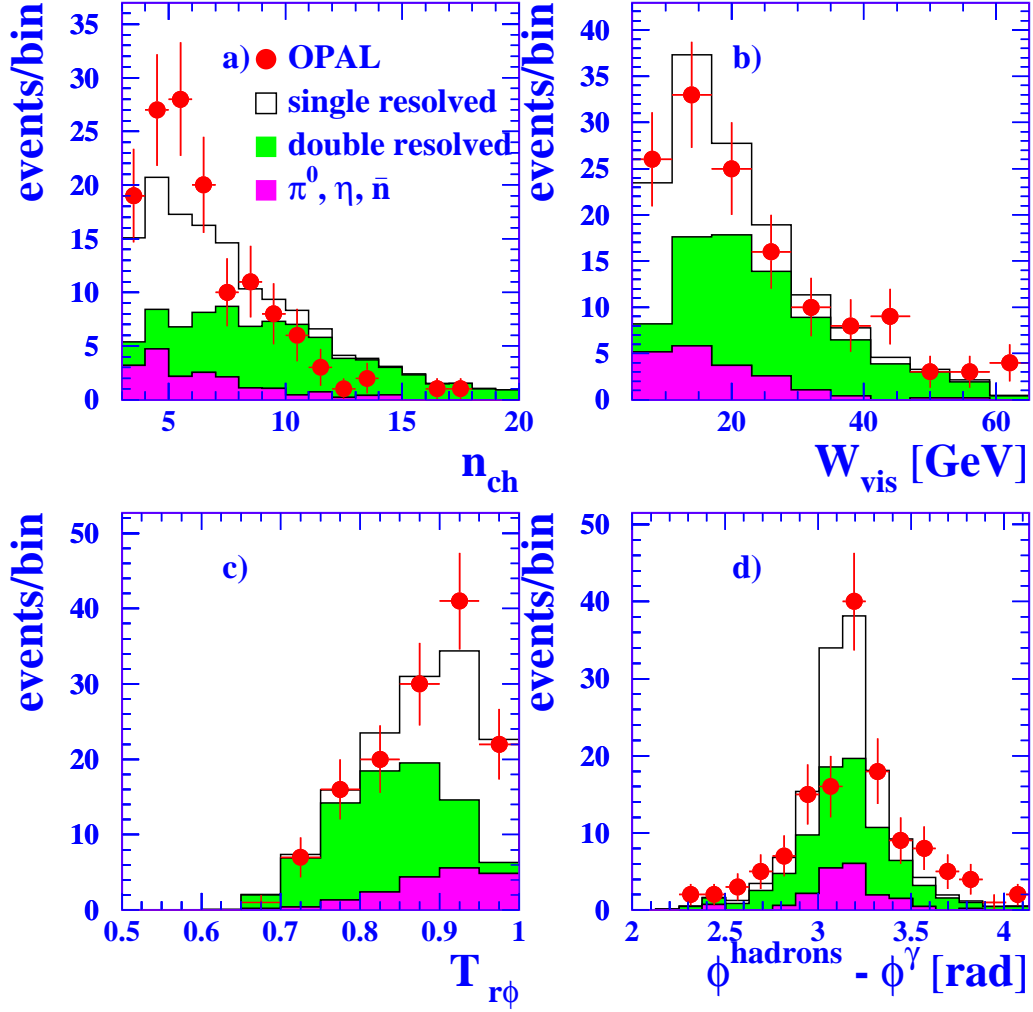 events/bin
35
30
25
20
15
10
5
0
5
10
15
20
n_ch
a)
OPAL
single resolved
double resolved
π⁰, η, n̄
events/bin
40
35
30
25
20
15
10
5
0
20
40
60
W_vis [GeV]
b)
events/bin
50
40
30
20
10
0
0.5
0.6
0.7
0.8
0.9
1
T_rϕ
c)
events/bin
50
40
30
20
10
0
2
2.5
3
3.5
4
ϕ^hadrons - ϕ^γ [rad]
d)